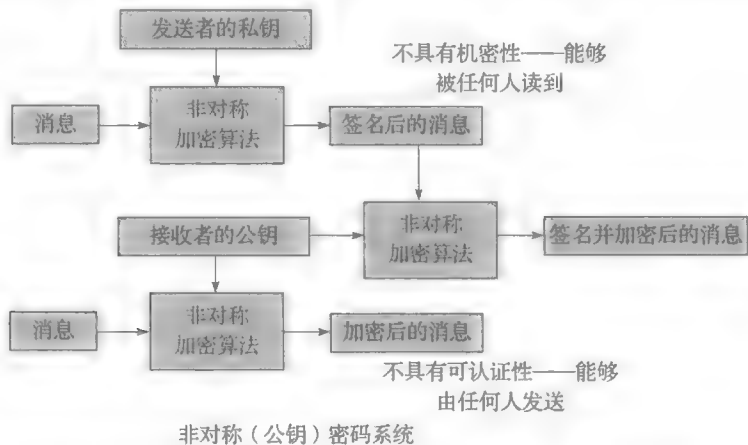 发送者的私钥
不具有机密性——能够
被任何人读到
消息
非对称
加密算法
签名后的消息
接收者的公钥
非对称
加密算法
签名并加密后的消息
消息
非对称
加密算法
加密后的消息
不具有可认证性——能够
由任何人发送
非对称（公钥）密码系统